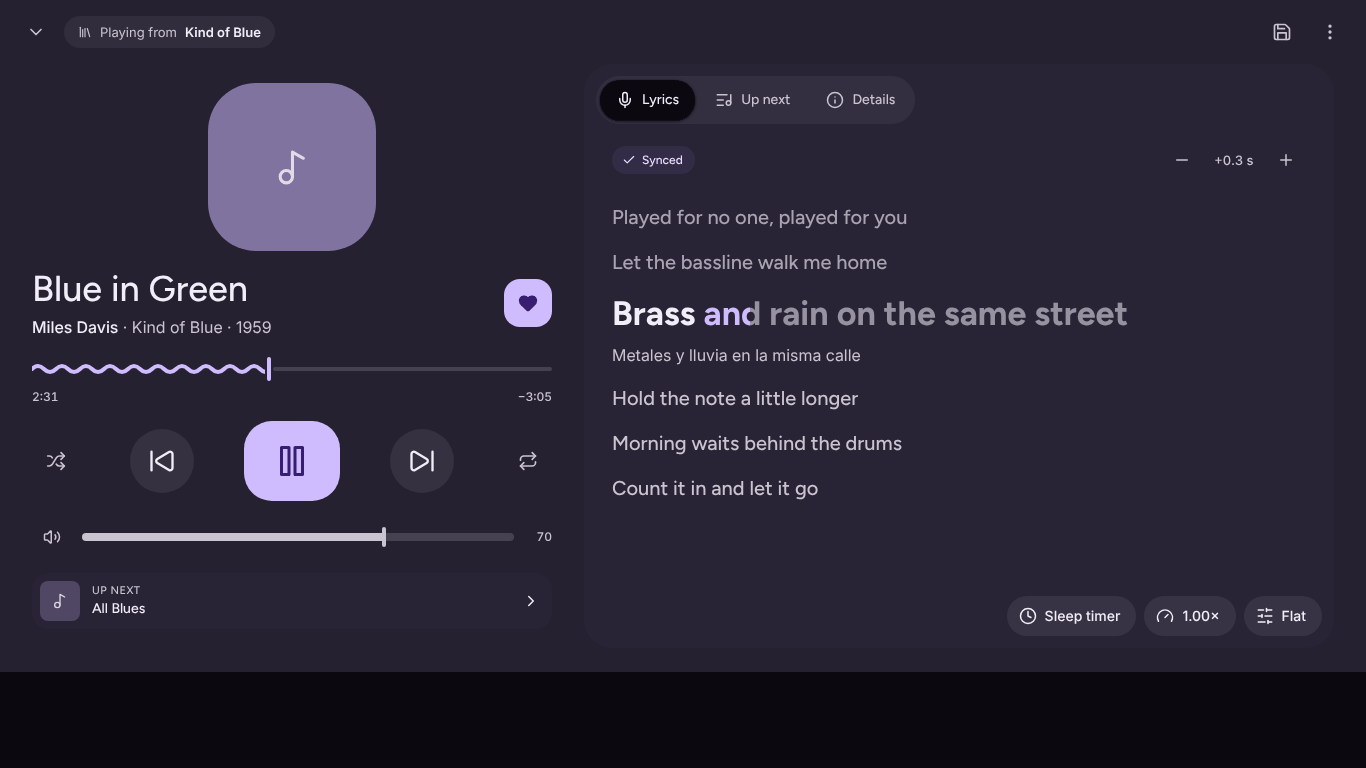 Playing from Kind of Blue
Blue in Green
Miles Davis · Kind of Blue · 1959
2:31
−3:05
70
UP NEXT
All Blues
Lyrics
Up next
Details
Synced
+0.3 s
Played for no one, played for you
Let the bassline walk me home
Brass and rain on the same street
Metales y lluvia en la misma calle
Hold the note a little longer
Morning waits behind the drums
Count it in and let it go
Sleep timer
1.00×
Flat